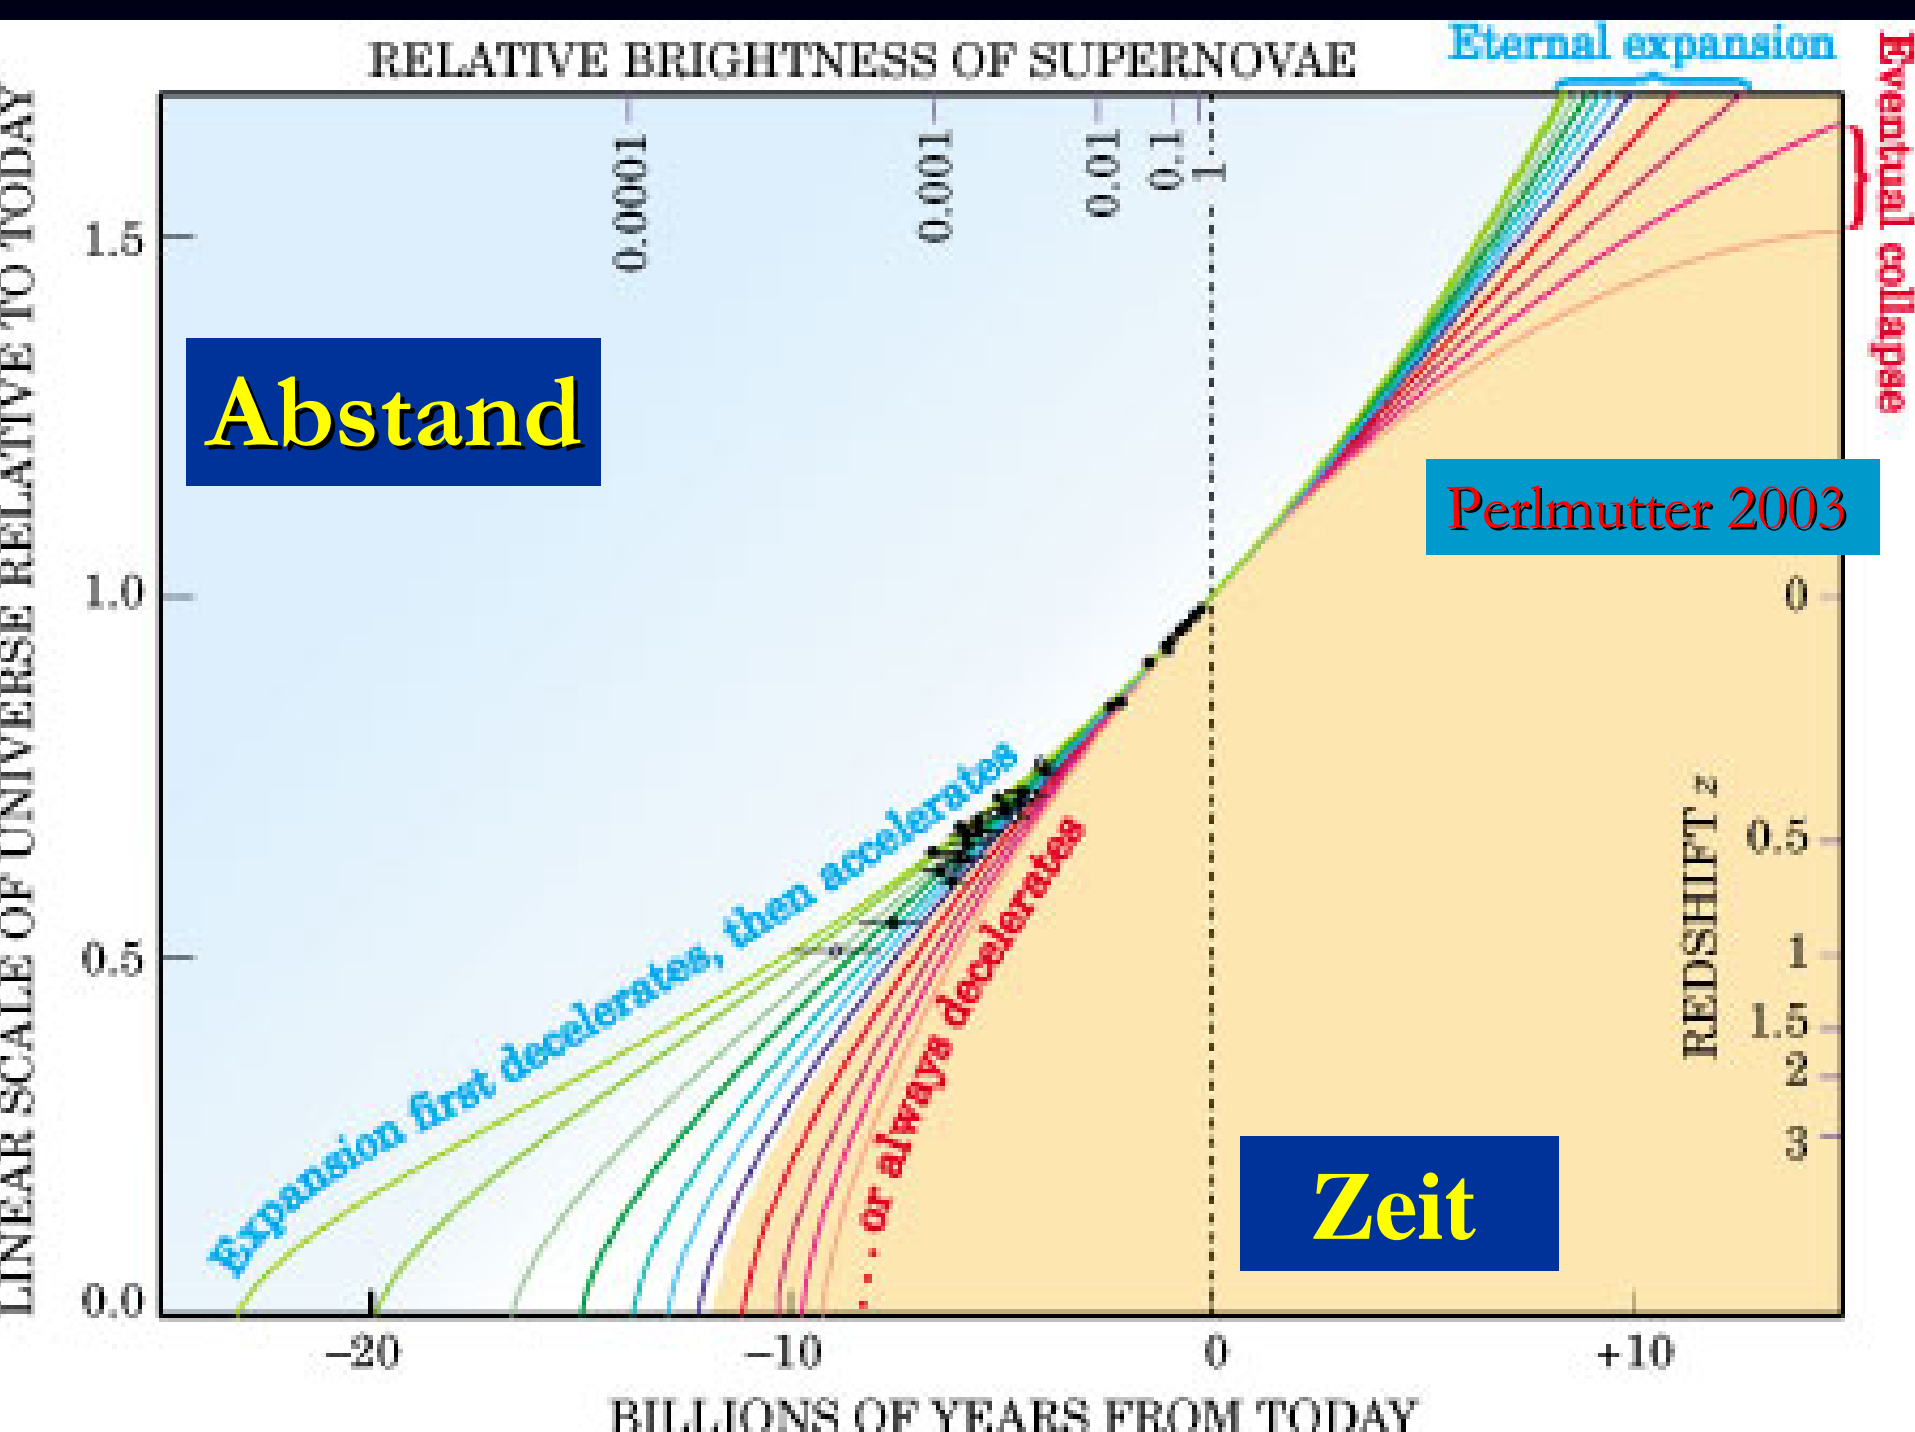 RELATIVE BRIGHTNESS OF SUPERNOVAE
Eternal expansion
Eventual collapse
0.0001
0.001
0.01
0.1
1
LINEAR SCALE OF UNIVERSE RELATIVE TO TODAY
1.5
1.0
0.5
0.0
Abstand
Perlmutter 2003
Expansion first decelerates, then accelerates
...or always decelerates
REDSHIFT z
0
0.5
1
1.5
2
3
Zeit
–20
–10
0
+10
BILLIONS OF YEARS FROM TODAY